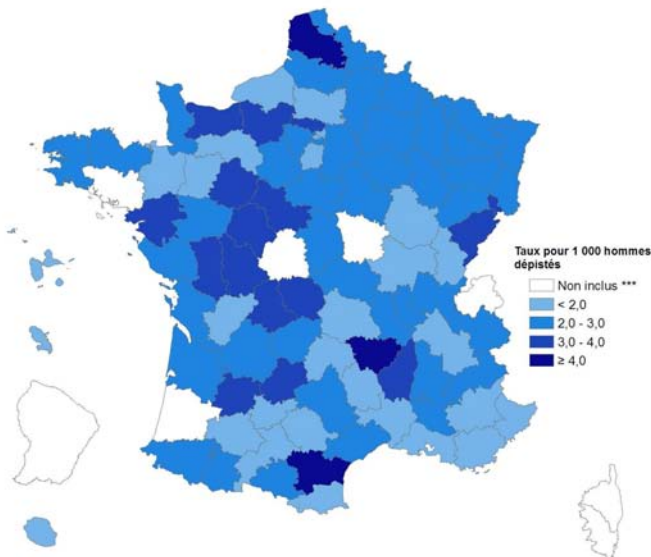 Taux pour 1 000 hommes
dépistés
Non inclus ***
< 2,0
2,0 - 3,0
3,0 - 4,0
≥ 4,0